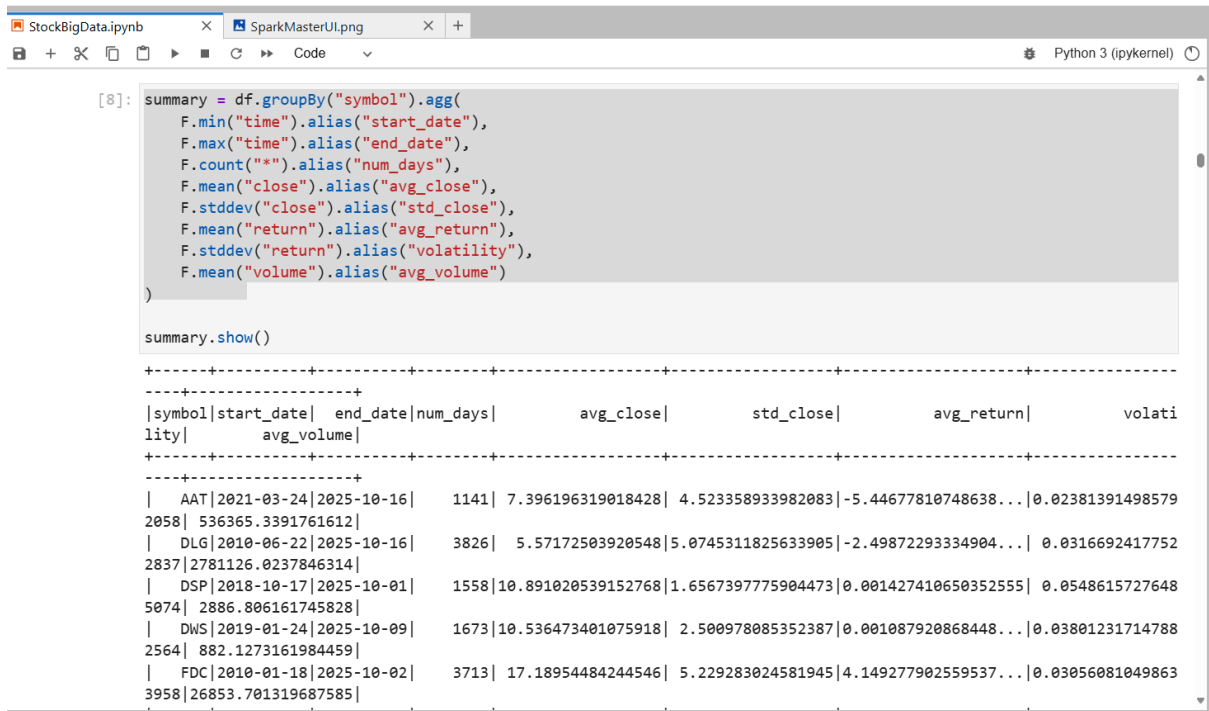 StockBigData.ipynb
SparkMasterUI.png
Code
Python 3 (ipykernel)
[8]:
summary = df.groupBy("symbol").agg(
    F.min("time").alias("start_date"),
    F.max("time").alias("end_date"),
    F.count("*").alias("num_days"),
    F.mean("close").alias("avg_close"),
    F.stddev("close").alias("std_close"),
    F.mean("return").alias("avg_return"),
    F.stddev("return").alias("volatility"),
    F.mean("volume").alias("avg_volume")
)
summary.show()
+------+----------+----------+--------+------------------+------------------+--------------------+----------------
----+------------------+
|symbol|start_date|  end_date|num_days|         avg_close|         std_close|          avg_return|          volati
lity|        avg_volume|
+------+----------+----------+--------+------------------+------------------+--------------------+----------------
----+------------------+
|   AAT|2021-03-24|2025-10-16|    1141| 7.396196319018428| 4.523358933982083|-5.44677810748638...|0.02381391498579
2058| 536365.3391761612|
|   DLG|2010-06-22|2025-10-16|    3826|  5.57172503920548|5.0745311825633905|-2.49872293334904...| 0.0316692417752
2837|2781126.0237846314|
|   DSP|2018-10-17|2025-10-01|    1558|10.891020539152768|1.6567397775904473|0.001427410650352555| 0.0548615727648
5074| 2886.806161745828|
|   DWS|2019-01-24|2025-10-09|    1673|10.536473401075918| 2.500978085352387|0.001087920868448...|0.03801231714788
2564| 882.1273161984459|
|   FDC|2010-01-18|2025-10-02|    3713| 17.18954484244546| 5.229283024581945|4.149277902559537...|0.03056081049863
3958|26853.701319687585|